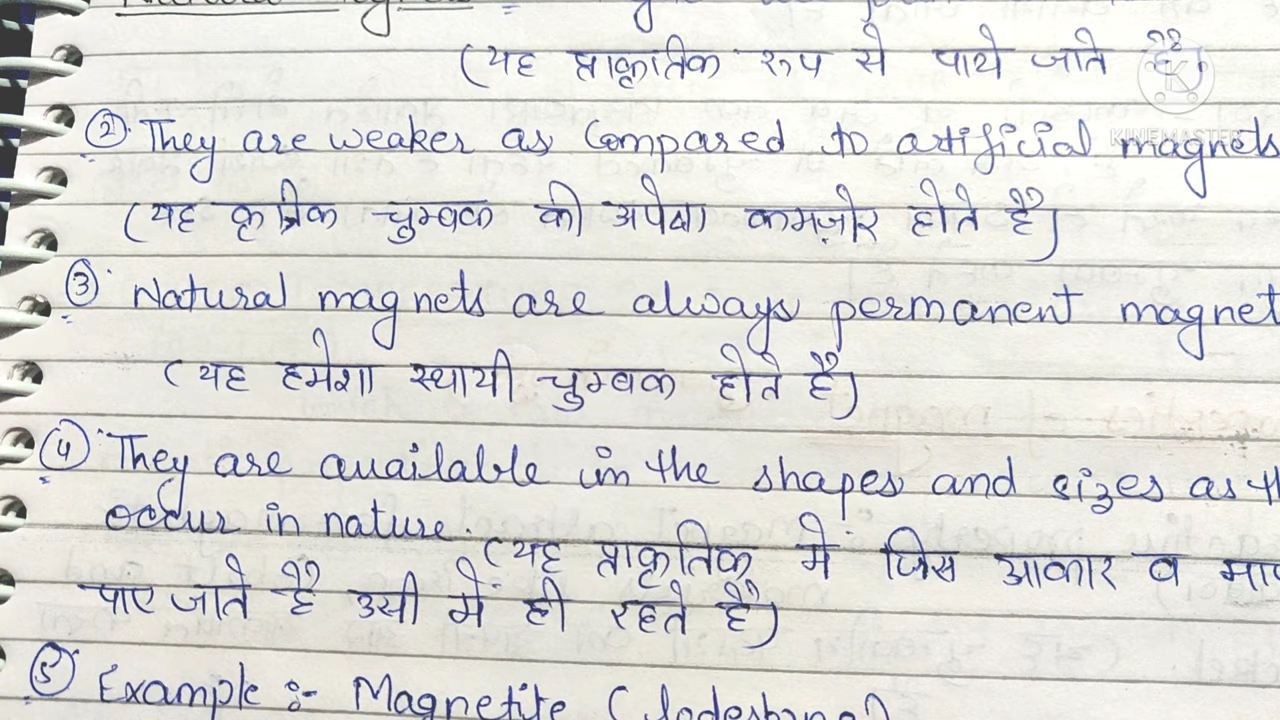 (यह प्राकृतिक रूप से पाये जाते है)
KINEMASTER
② They are weaker as Compared to artificial magnets
(यह कृत्रिक चुम्बक की अपेक्षा कमज़ोर होते है)
③ Natural magnets are always permanent magnet
(यह हमेशा स्थायी चुम्बक होते है)
④ They are available in the shapes and sizes as
occur in nature.
(यह प्राकृतिक में जिस आकार व
पाए जाते है उसी में ही रहते है)
⑤ Example :- Magnetite (lodestone)